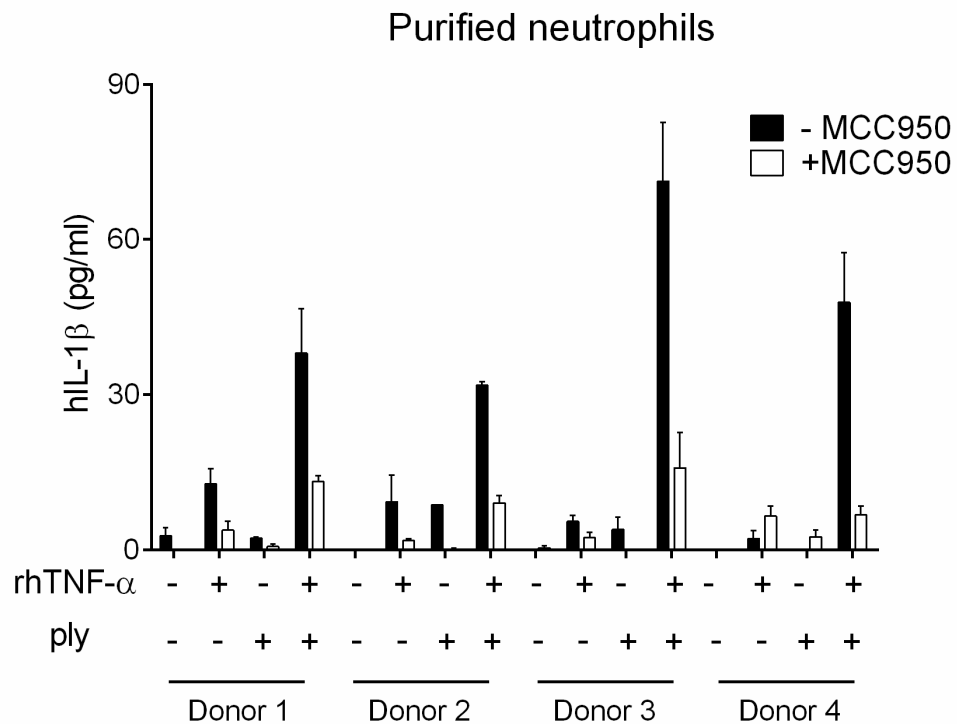 Purified neutrophils
90
60
30
0
hIL-1β (pg/ml)
- MCC950
+MCC950
rhTNF-α - + - + - + - + - + - + - + - +
ply - - + + - - + + - - + + - - + +
Donor 1 Donor 2 Donor 3 Donor 4